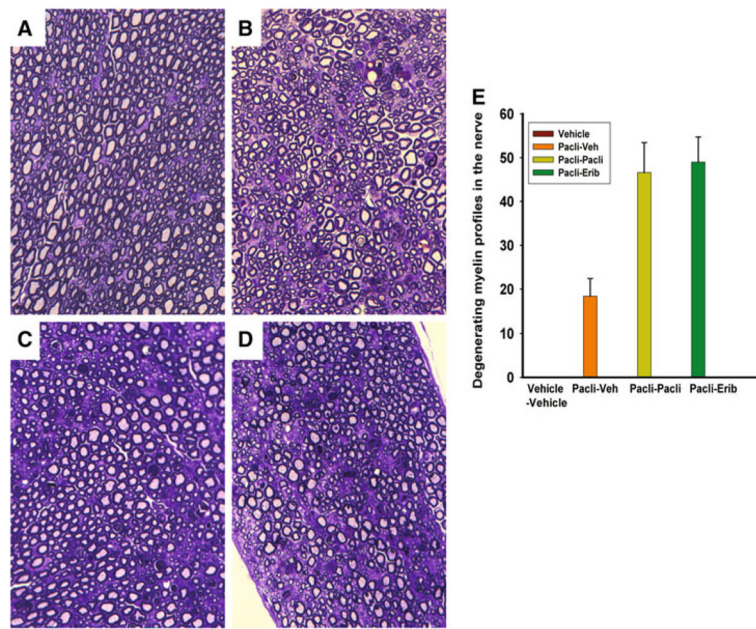 A
B
C
D
E
Degenerating myelin profiles in the nerve
60
50
40
30
20
10
0
Vehicle
Pacli-Veh
Pacli-Pacli
Pacli-Erib
Vehicle
-Vehicle
Pacli-Veh
Pacli-Pacli
Pacli-Erib